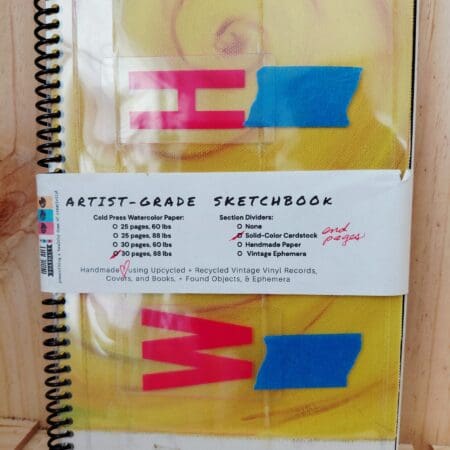 H
ARTIST-GRADE SKETCHBOOK
Cold Press Watercolor Paper:
O 25 pages, 60 lbs
O 25 pages, 88 lbs
O 30 pages, 60 lbs
O 30 pages, 88 lbs
Section Dividers:
O None
O Solid-Color Cardstock end pages
O Handmade Paper
O Vintage Ephemera
Handmade using Upcycled + Recycled Vintage Vinyl Records,
Covers, and Books, + Found Objects, & Ephemera
W